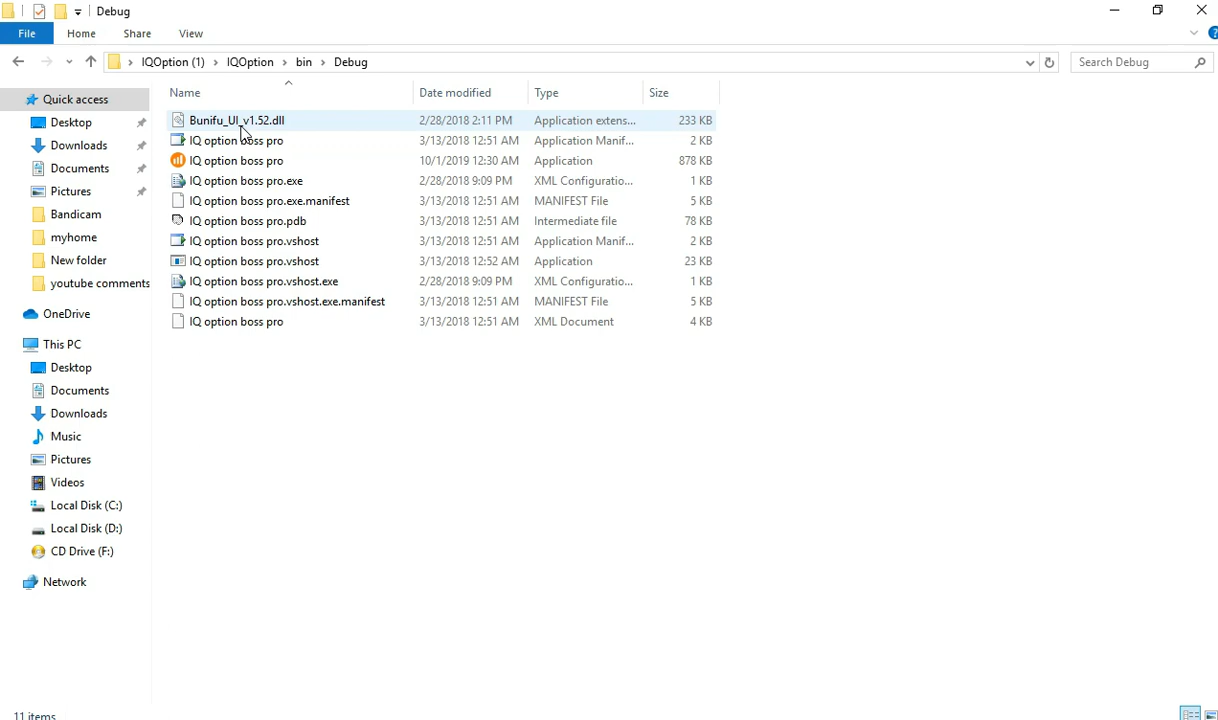 Debug
File Home Share View
IQOption (1) › IQOption › bin › Debug
Search Debug
Name Date modified Type Size
Quick access
Desktop
Downloads
Documents
Pictures
Bandicam
myhome
New folder
youtube comments
OneDrive
This PC
Desktop
Documents
Downloads
Music
Pictures
Videos
Local Disk (C:)
Local Disk (D:)
CD Drive (F:)
Network
Bunifu_UI_v1.52.dll 2/28/2018 2:11 PM Application extens... 233 KB
IQ option boss pro 3/13/2018 12:51 AM Application Manif... 2 KB
IQ option boss pro 10/1/2019 12:30 AM Application 878 KB
IQ option boss pro.exe 2/28/2018 9:09 PM XML Configuratio... 1 KB
IQ option boss pro.exe.manifest 3/13/2018 12:51 AM MANIFEST File 5 KB
IQ option boss pro.pdb 3/13/2018 12:51 AM Intermediate file 78 KB
IQ option boss pro.vshost 3/13/2018 12:51 AM Application Manif... 2 KB
IQ option boss pro.vshost 3/13/2018 12:52 AM Application 23 KB
IQ option boss pro.vshost.exe 2/28/2018 9:09 PM XML Configuratio... 1 KB
IQ option boss pro.vshost.exe.manifest 3/13/2018 12:51 AM MANIFEST File 5 KB
IQ option boss pro 3/13/2018 12:51 AM XML Document 4 KB
11 items